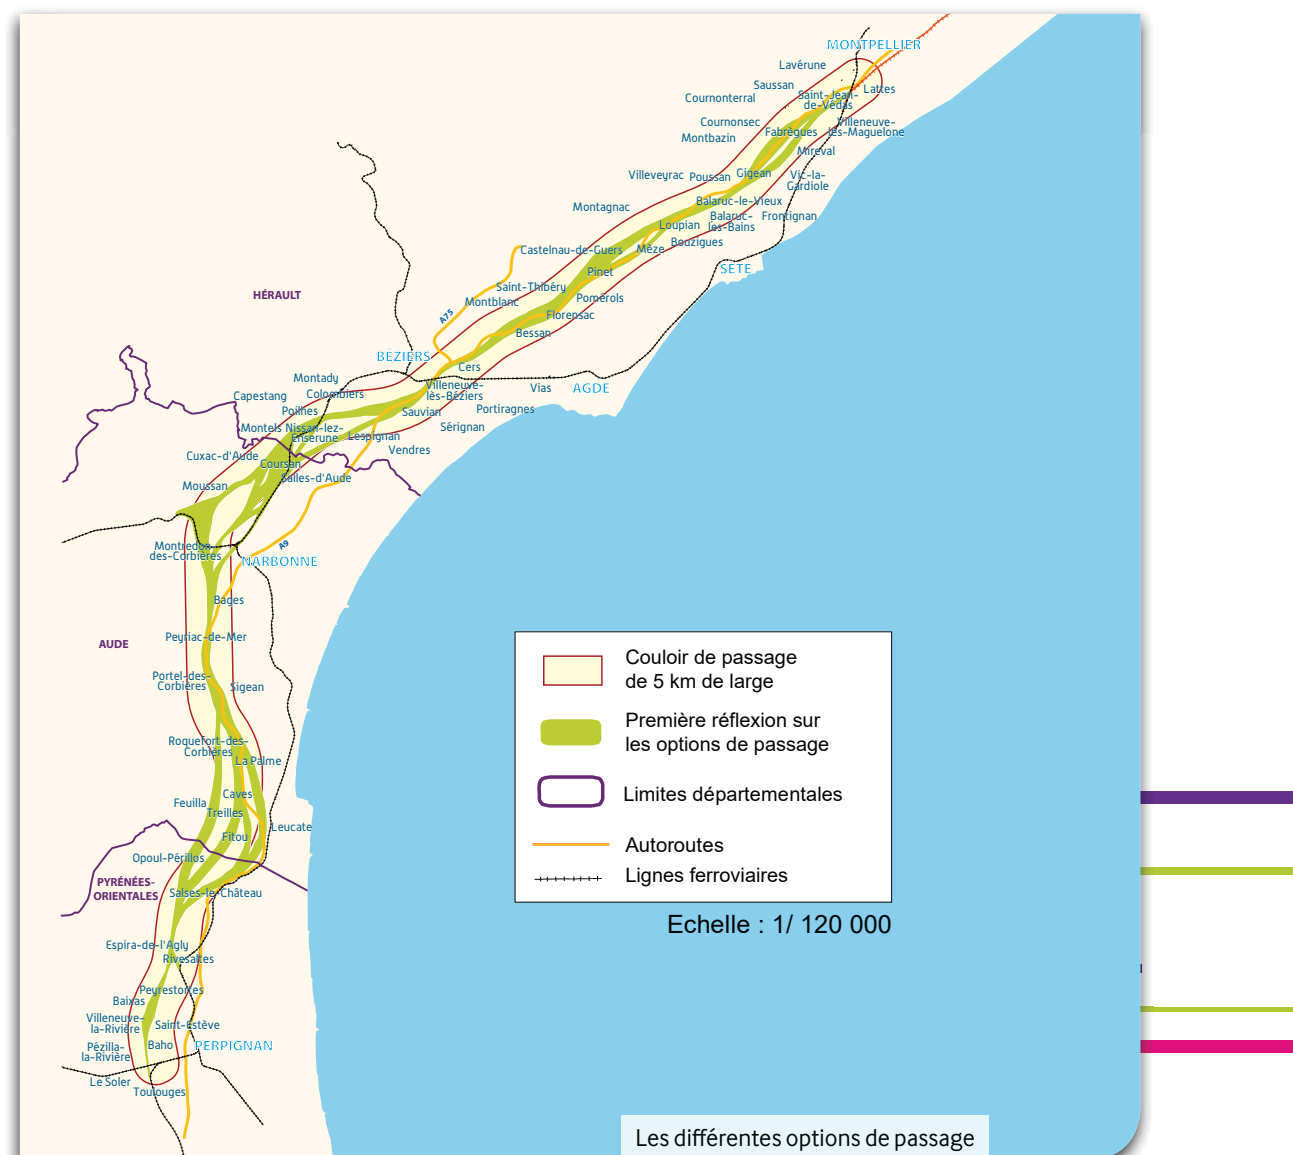 MONTPELLIER
Lavérune
Saussan
Lattes
Cournonterral
Saint-Jean-
de-Védas
Cournonsec
Villeneuve-
lès-Maguelone
Fabrègues
Montbazin
Mireval
Villeveyrac
Poussan
Gigean
Vic-la-
Gardiole
Montagnac
Balaruc-le-Vieux
Balaruc-
les-Bains
Frontignan
Loupian
Bouzigues
Castelnau-de-Guers
Mèze
SÈTE
Pinet
Saint-Thibéry
HÉRAULT
Montblanc
Pomérols
A75
Florensac
Bessan
BÉZIERS
Cers
Montady
Villeneuve-
lès-Béziers
Vias
AGDE
Capestang
Colombiers
Poilhes
Sauvian
Portiragnes
Montels
Nissan-lez-
Enserune
Lespignan
Sérignan
Vendres
Cuxac-d'Aude
Coursan
Salles-d'Aude
Moussan
A9
Montredon-
des-Corbières
NARBONNE
Bages
Peyriac-de-Mer
AUDE
Portel-des-
Corbières
Sigean
Roquefort-des-
Corbières
La Palme
Caves
Feuilla
Treilles
Leucate
Fitou
Opoul-Périllos
PYRÉNÉES-
ORIENTALES
Salses-le-Château
Espira-de-l'Agly
Rivesaltes
Peyrestortes
Baixas
Villeneuve-
la-Rivière
Saint-Estève
Pézilla-
la-Rivière
Baho
PERPIGNAN
Le Soler
Toulouges
Couloir de passage
de 5 km de large
Première réflexion sur
les options de passage
Limites départementales
Autoroutes
Lignes ferroviaires
Echelle : 1/ 120 000
Les différentes options de passage